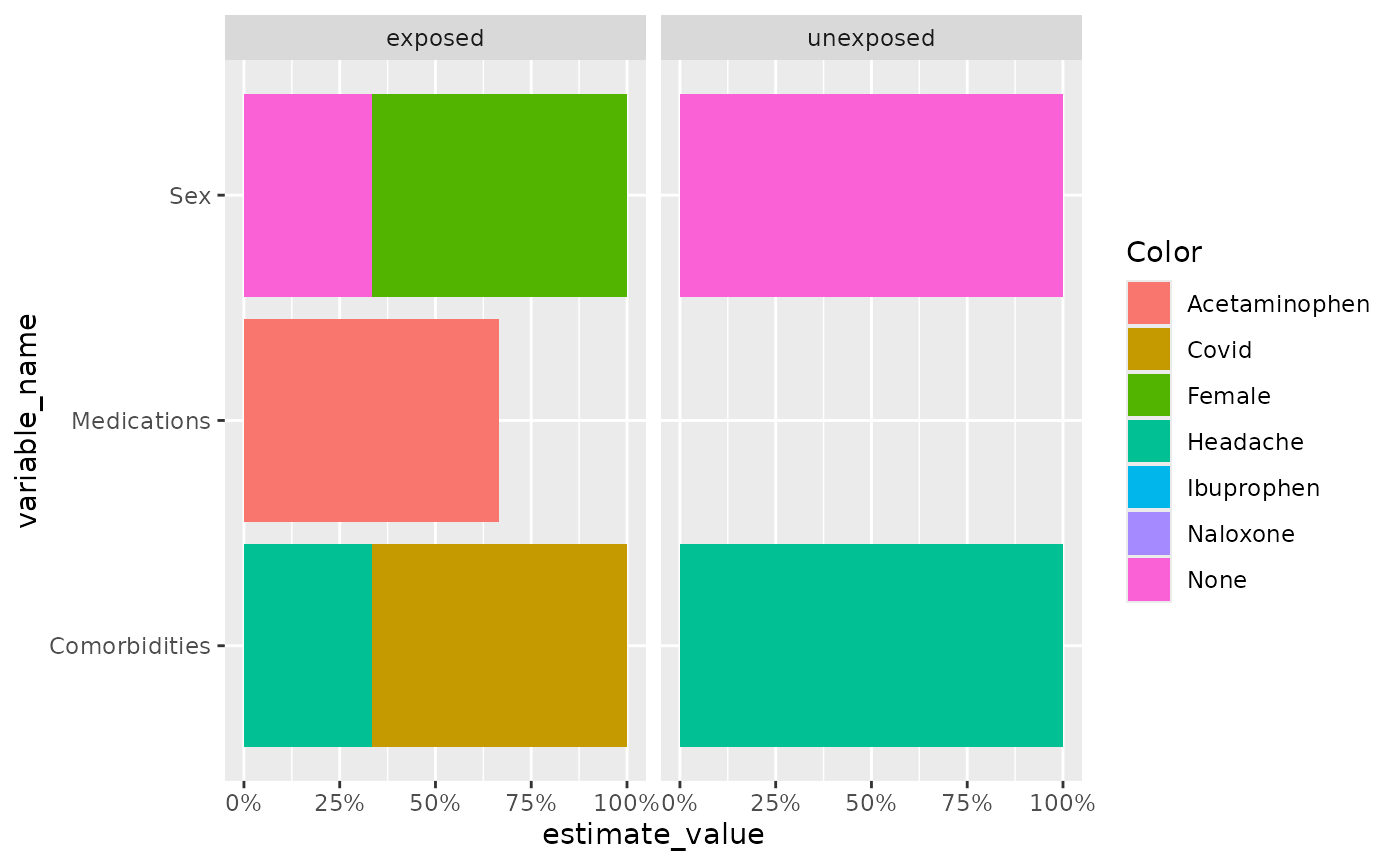 exposed
unexposed
Sex
Medications
Comorbidities
variable_name
0% 25% 50% 75% 100%
0% 25% 50% 75% 100%
estimate_value
Color
Acetaminophen
Covid
Female
Headache
Ibuprophen
Naloxone
None